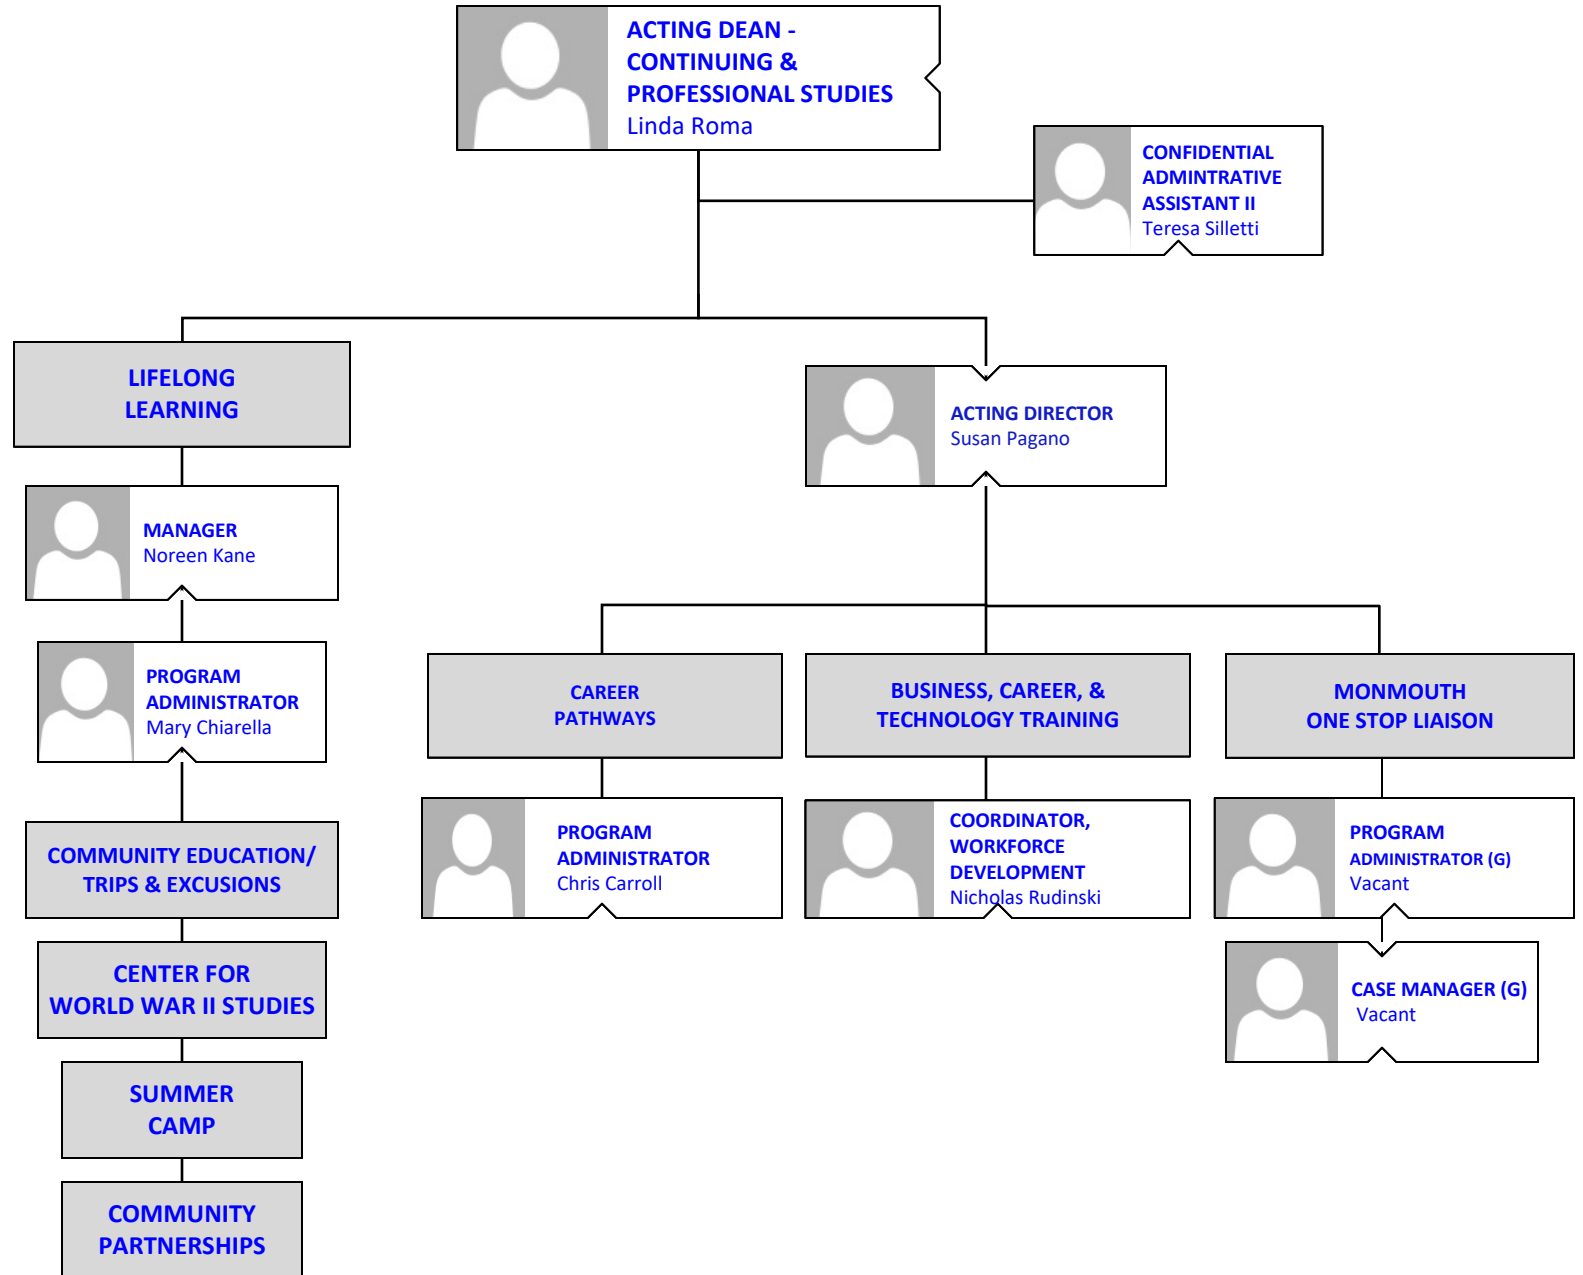 ACTING DEAN -
CONTINUING &
PROFESSIONAL STUDIES
Linda Roma
CONFIDENTIAL
ADMINTRATIVE
ASSISTANT II
Teresa Silletti
LIFELONG
LEARNING
ACTING DIRECTOR
Susan Pagano
MANAGER
Noreen Kane
PROGRAM
ADMINISTRATOR
Mary Chiarella
CAREER
PATHWAYS
BUSINESS, CAREER, &
TECHNOLOGY TRAINING
MONMOUTH
ONE STOP LIAISON
COMMUNITY EDUCATION/
TRIPS & EXCUSIONS
PROGRAM
ADMINISTRATOR
Chris Carroll
COORDINATOR,
WORKFORCE
DEVELOPMENT
Nicholas Rudinski
PROGRAM
ADMINISTRATOR (G)
Vacant
CENTER FOR
WORLD WAR II STUDIES
CASE MANAGER (G)
Vacant
SUMMER
CAMP
COMMUNITY
PARTNERSHIPS